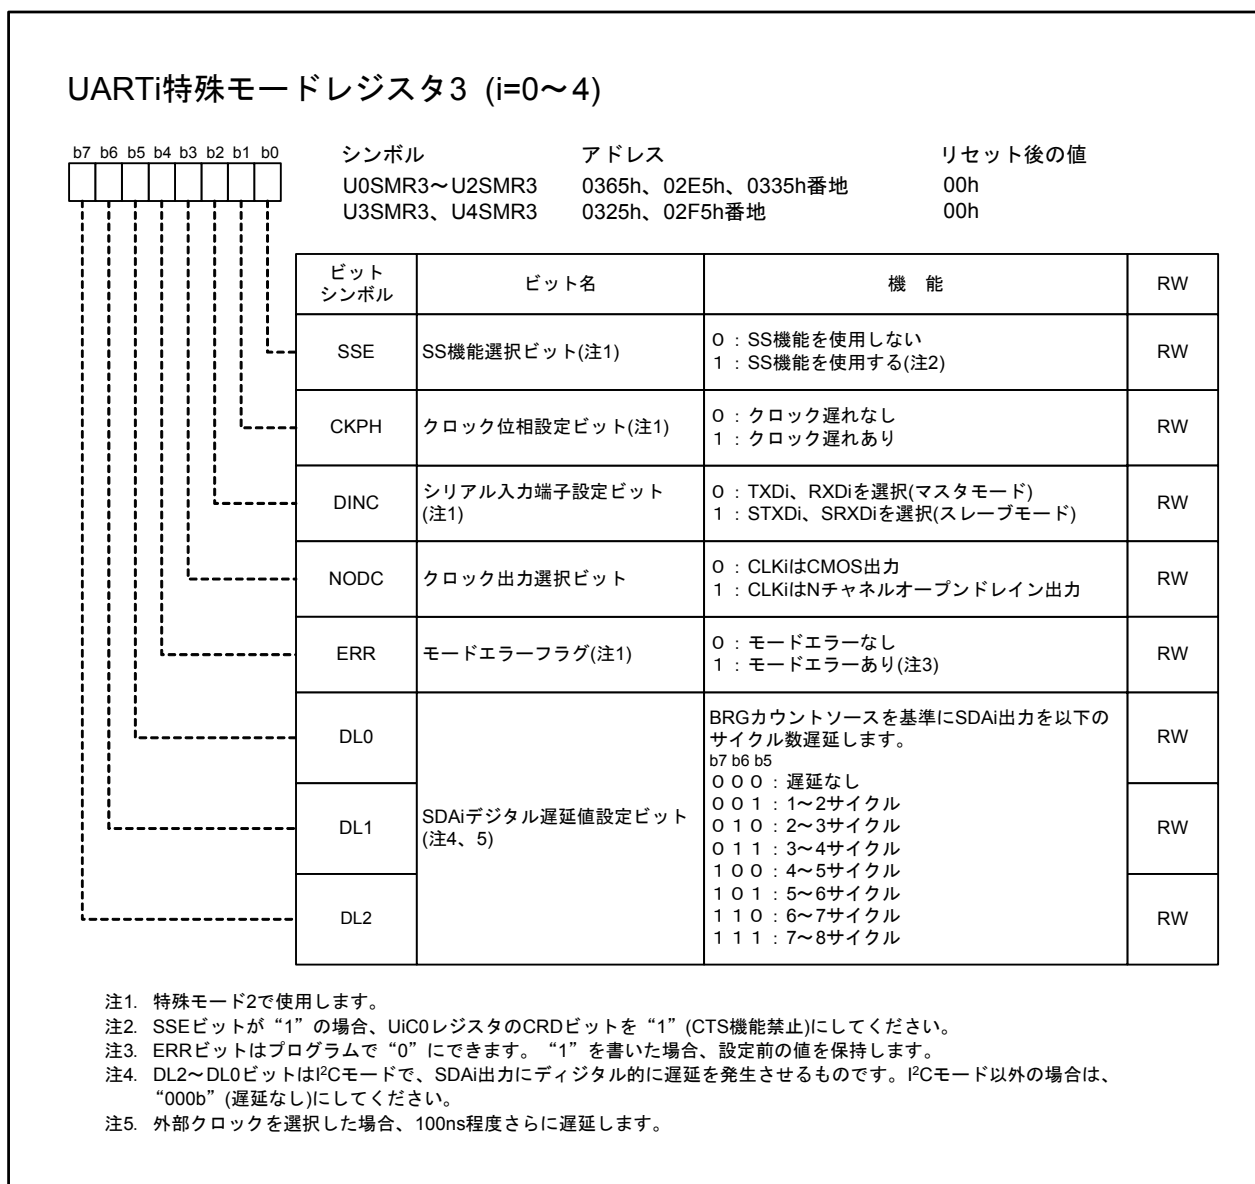 UARTi特殊モードレジスタ3 (i=0～4)
b7 b6 b5 b4 b3 b2 b1 b0
シンボル アドレス リセット後の値
U0SMR3～U2SMR3 0365h、02E5h、0335h番地 00h
U3SMR3、U4SMR3 0325h、02F5h番地 00h
ビット
シンボル
ビット名
機 能
RW
SSE
SS機能選択ビット(注1)
0：SS機能を使用しない
1：SS機能を使用する(注2)
RW
CKPH
クロック位相設定ビット(注1)
0：クロック遅れなし
1：クロック遅れあり
RW
DINC
シリアル入力端子設定ビット
(注1)
0：TXDi、RXDiを選択(マスタモード)
1：STXDi、SRXDiを選択(スレーブモード)
RW
NODC
クロック出力選択ビット
0：CLKiはCMOS出力
1：CLKiはNチャネルオープンドレイン出力
RW
ERR
モードエラーフラグ(注1)
0：モードエラーなし
1：モードエラーあり(注3)
RW
DL0
DL1
DL2
SDAiデジタル遅延値設定ビット
(注4、5)
BRGカウントソースを基準にSDAi出力を以下の
サイクル数遅延します。
b7 b6 b5
0 0 0：遅延なし
0 0 1：1～2サイクル
0 1 0：2～3サイクル
0 1 1：3～4サイクル
1 0 0：4～5サイクル
1 0 1：5～6サイクル
1 1 0：6～7サイクル
1 1 1：7～8サイクル
RW
RW
RW
注1. 特殊モード2で使用します。
注2. SSEビットが“1”の場合、UiC0レジスタのCRDビットを“1”(CTS機能禁止)にしてください。
注3. ERRビットはプログラムで“0”にできます。“1”を書いた場合、設定前の値を保持します。
注4. DL2～DL0ビットはI²Cモードで、SDAi出力にディジタル的に遅延を発生させるものです。I²Cモード以外の場合は、
“000b”(遅延なし)にしてください。
注5. 外部クロックを選択した場合、100ns程度さらに遅延します。